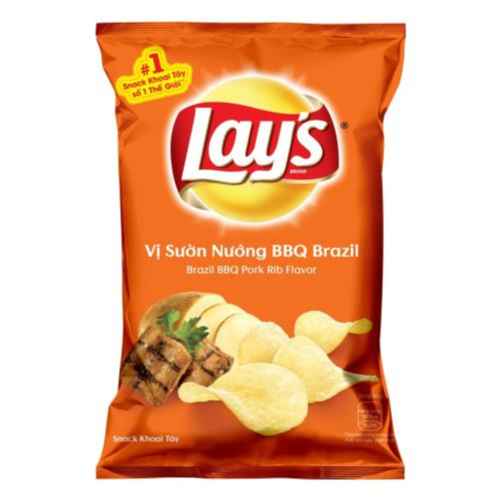 #1
Snack Khoai Tây
số 1 Thế Giới
Lay's
BRAND
®
Vị Sườn Nướng BBQ Brazil
Brazil BBQ Pork Rib Flavor
Snack Khoai Tây